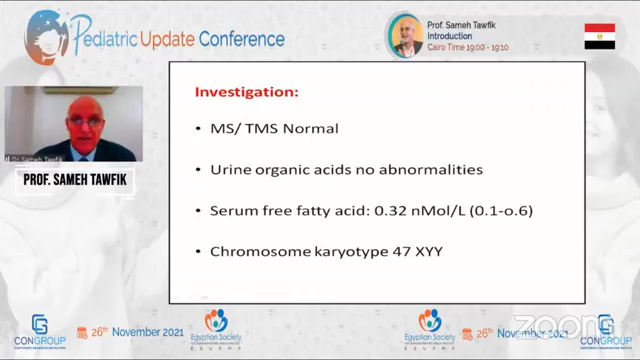 Pediatric Update Conference
Prof. Sameh Tawfik
Introduction
Cairo Time.19:00 - 19:10
Investigation:
• MS/ TMS Normal
• Urine organic acids no abnormalities
• Serum free fatty acid: 0.32 nMol/L (0.1-o.6)
• Chromosome karyotype 47 XYY
Dr. Sameh Tawfik
PROF. SAMEH TAWFIK
CONGROUP
26th November 2021
Egyptian Society
Egyptian Society
26th November 2021
CONGROUP
zoom